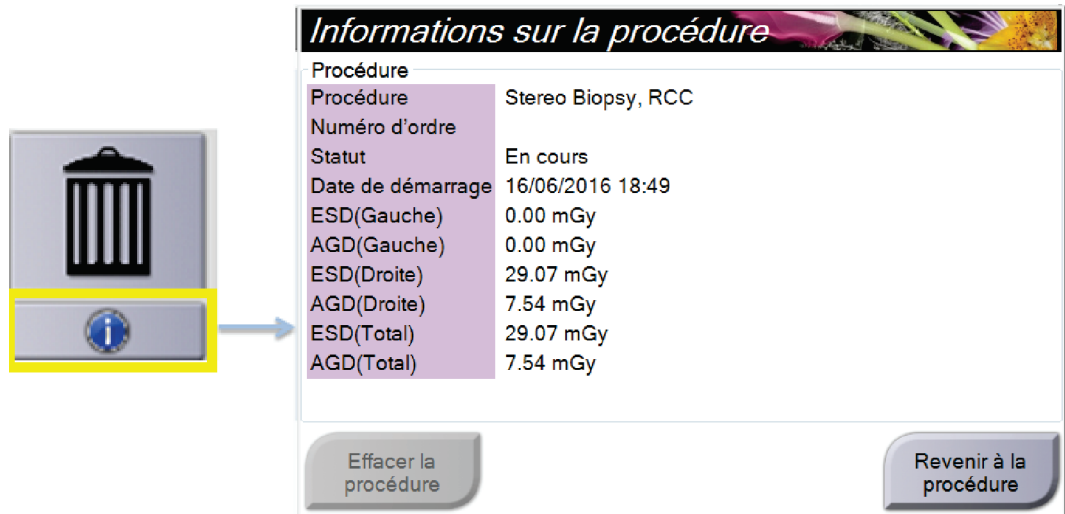 Informations sur la procédure
Procédure
Procédure Stereo Biopsy, RCC
Numéro d'ordre
Statut En cours
Date de démarrage 16/06/2016 18:49
ESD(Gauche) 0.00 mGy
AGD(Gauche) 0.00 mGy
ESD(Droite) 29.07 mGy
AGD(Droite) 7.54 mGy
ESD(Total) 29.07 mGy
AGD(Total) 7.54 mGy
Effacer la
procédure
Revenir à la
procédure